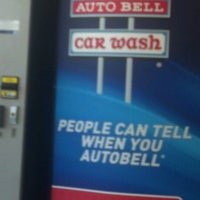 AUTO BELL
car wash
PEOPLE CAN TELL
WHEN YOU
AUTOBELL®